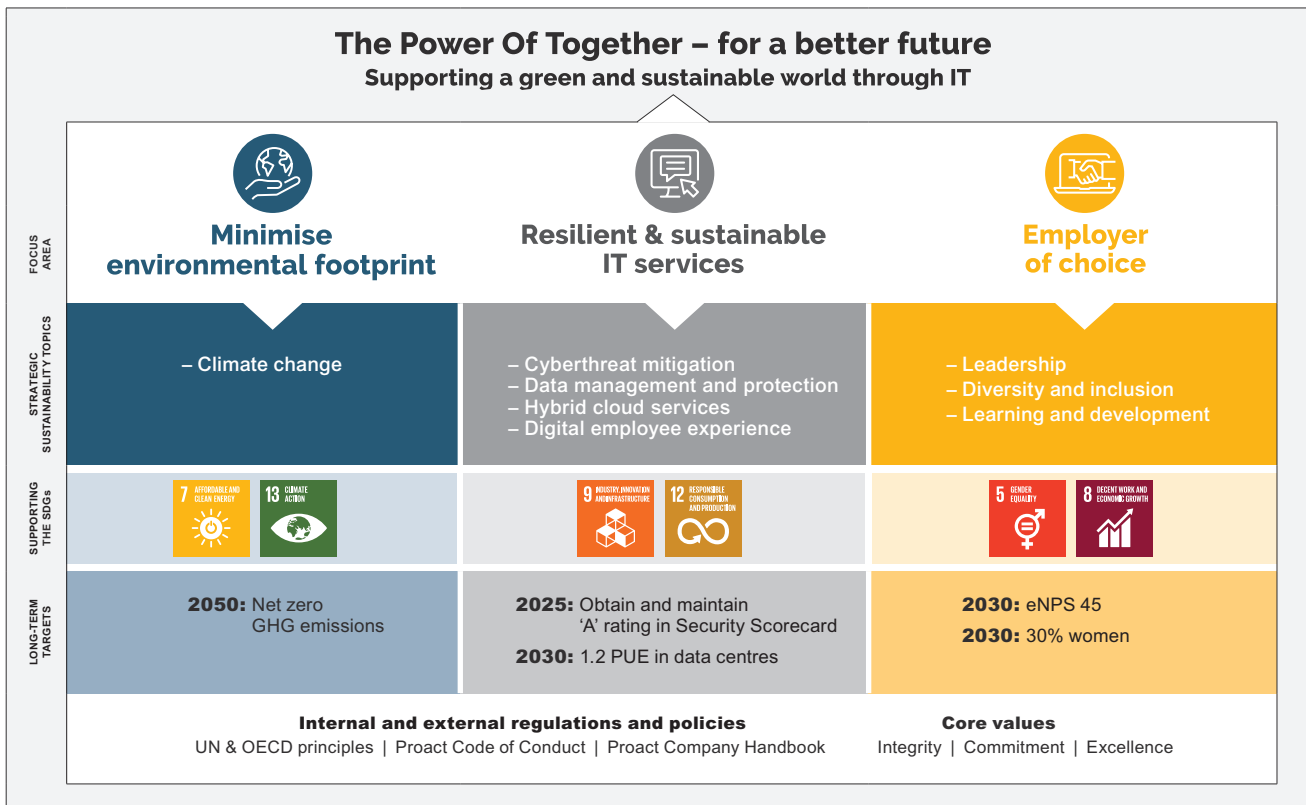 The Power Of Together – for a better future
Supporting a green and sustainable world through IT
FOCUS
AREA
Minimise
environmental footprint
Resilient & sustainable
IT services
Employer
of choice
STRATEGIC
SUSTAINABILITY TOPICS
– Climate change
– Cyberthreat mitigation
– Data management and protection
– Hybrid cloud services
– Digital employee experience
– Leadership
– Diversity and inclusion
– Learning and development
SUPPORTING
THE SDGs
7 AFFORDABLE AND
CLEAN ENERGY
13 CLIMATE
ACTION
9 INDUSTRY, INNOVATION
AND INFRASTRUCTURE
12 RESPONSIBLE
CONSUMPTION
AND PRODUCTION
5 GENDER
EQUALITY
8 DECENT WORK AND
ECONOMIC GROWTH
LONG-TERM
TARGETS
2050: Net zero
GHG emissions
2025: Obtain and maintain
‘A’ rating in Security Scorecard
2030: 1.2 PUE in data centres
2030: eNPS 45
2030: 30% women
Internal and external regulations and policies
UN & OECD principles | Proact Code of Conduct | Proact Company Handbook
Core values
Integrity | Commitment | Excellence